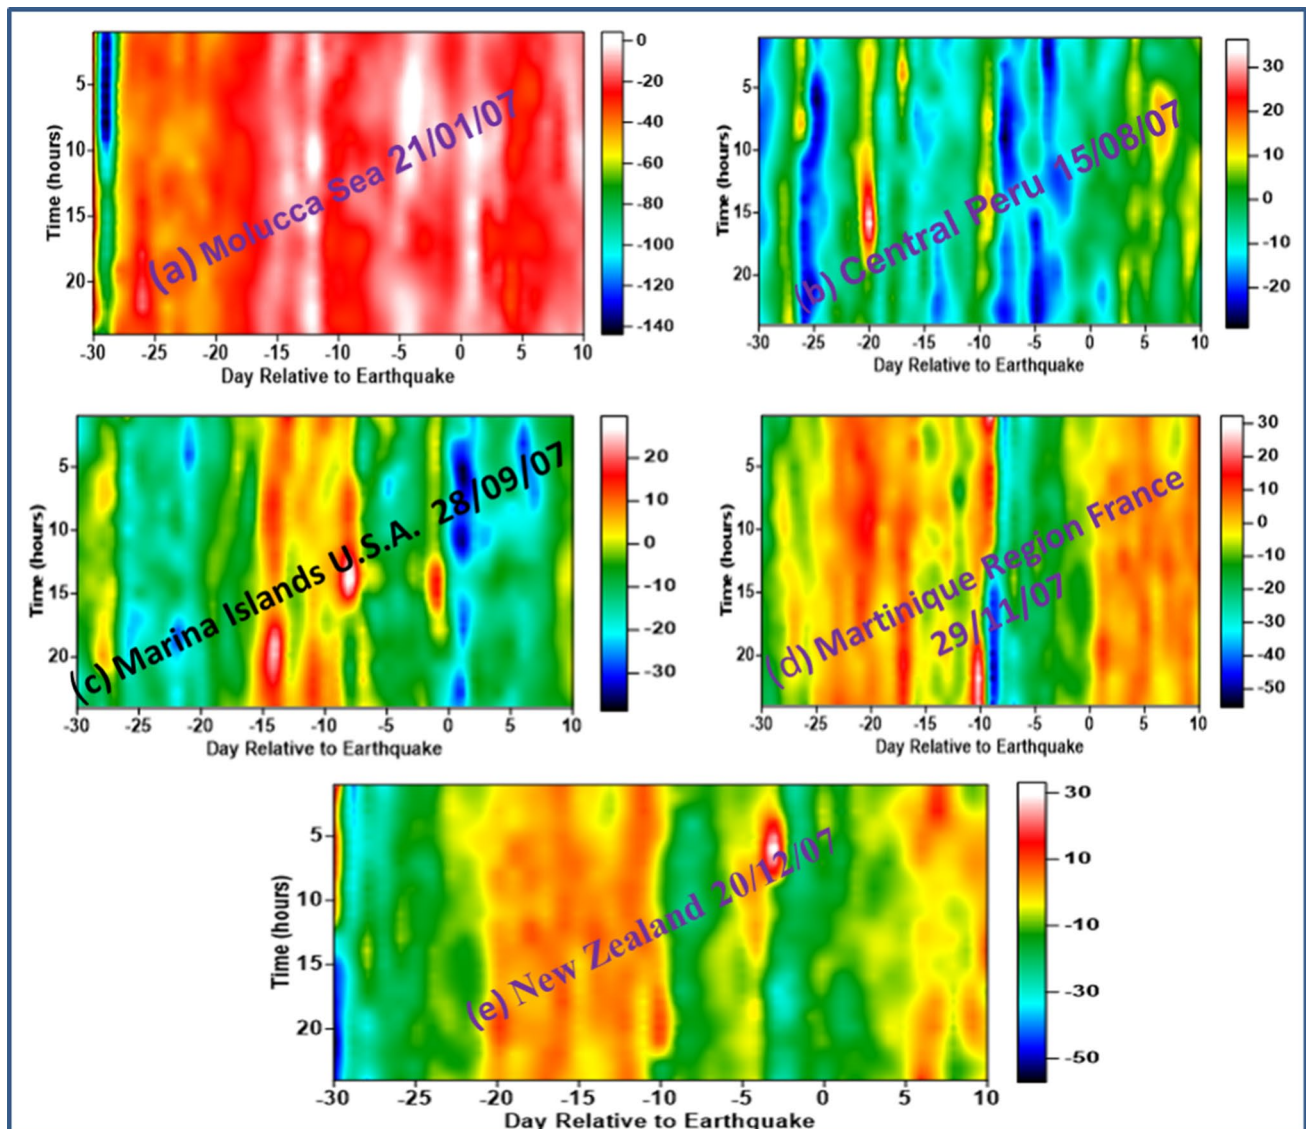 0
-20
-40
-60
-80
-100
-120
-140
5
10
15
20
Time (hours)
-30 -25 -20 -15 -10 -5 0 5 10
Day Relative to Earthquake
(a) Molucca Sea 21/01/07
30
20
10
0
-10
-20
5
10
15
20
Time (hours)
-30 -25 -20 -15 -10 -5 0 5 10
Day Relative to Earthquake
(b) Central Peru 15/08/07
20
10
0
-10
-20
-30
5
10
15
20
Time (hours)
-30 -25 -20 -15 -10 -5 0 5 10
Day Relative to Earthquake
(c) Marina Islands U.S.A. 28/09/07
30
20
10
0
-10
-20
-30
-40
-50
5
10
15
20
Time (hours)
-30 -25 -20 -15 -10 -5 0 5 10
Day Relative to Earthquake
(d) Martinique Region France
29/11/07
30
10
-10
-30
-50
5
10
15
20
Time (hours)
-30 -25 -20 -15 -10 -5 0 5 10
Day Relative to Earthquake
(e) New Zealand 20/12/07